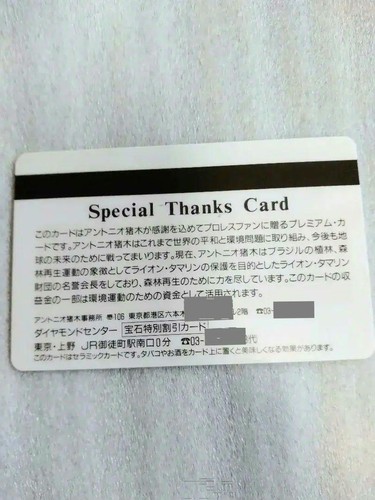 Special Thanks Card
このカードはアントニオ猪木が感謝を込めてプロレスファンに贈るプレミアム・カ
ードです。アントニオ猪木はこれまで世界の平和と環境問題に取り組み、今後も地
球の未来のために戦ってまいります。現在、アントニオ猪木はブラジルの植林、森
林再生運動の象徴としてライオン・タマリンの保護を目的としたライオン・タマリン
財団の名誉会長をしており、森林再生のために力を尽しています。このカードの収
益金の一部は環境運動のための資金として活用されます。
アントニオ猪木事務所 〠106 東京都港区六本木 2階 ☎03-
ダイヤモンドセンター 宝石特別割引カード
東京・上野 JR御徒町駅南口0分 ☎03- 代
このカードはセラミックカードです。タバコやお酒をカード上に置くと美味しくなる効果があります。